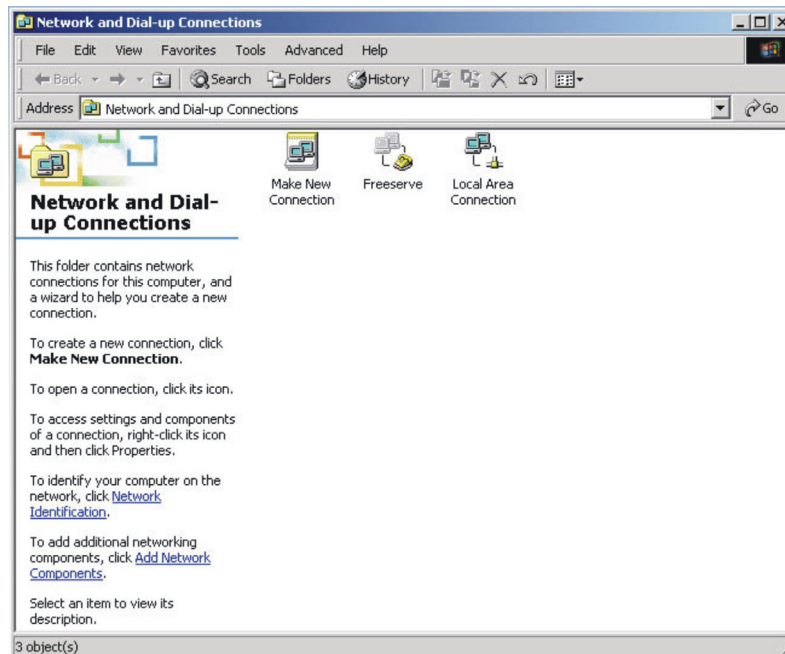 Network and Dial-up Connections
File Edit View Favorites Tools Advanced Help
Back Search Folders History
Address Network and Dial-up Connections Go
Make New
Connection
Freeserve
Local Area
Connection
Network and Dial-
up Connections
This folder contains network
connections for this computer, and
a wizard to help you create a new
connection.
To create a new connection, click
Make New Connection.
To open a connection, click its icon.
To access settings and components
of a connection, right-click its icon
and then click Properties.
To identify your computer on the
network, click Network
Identification.
To add additional networking
components, click Add Network
Components.
Select an item to view its
description.
3 object(s)